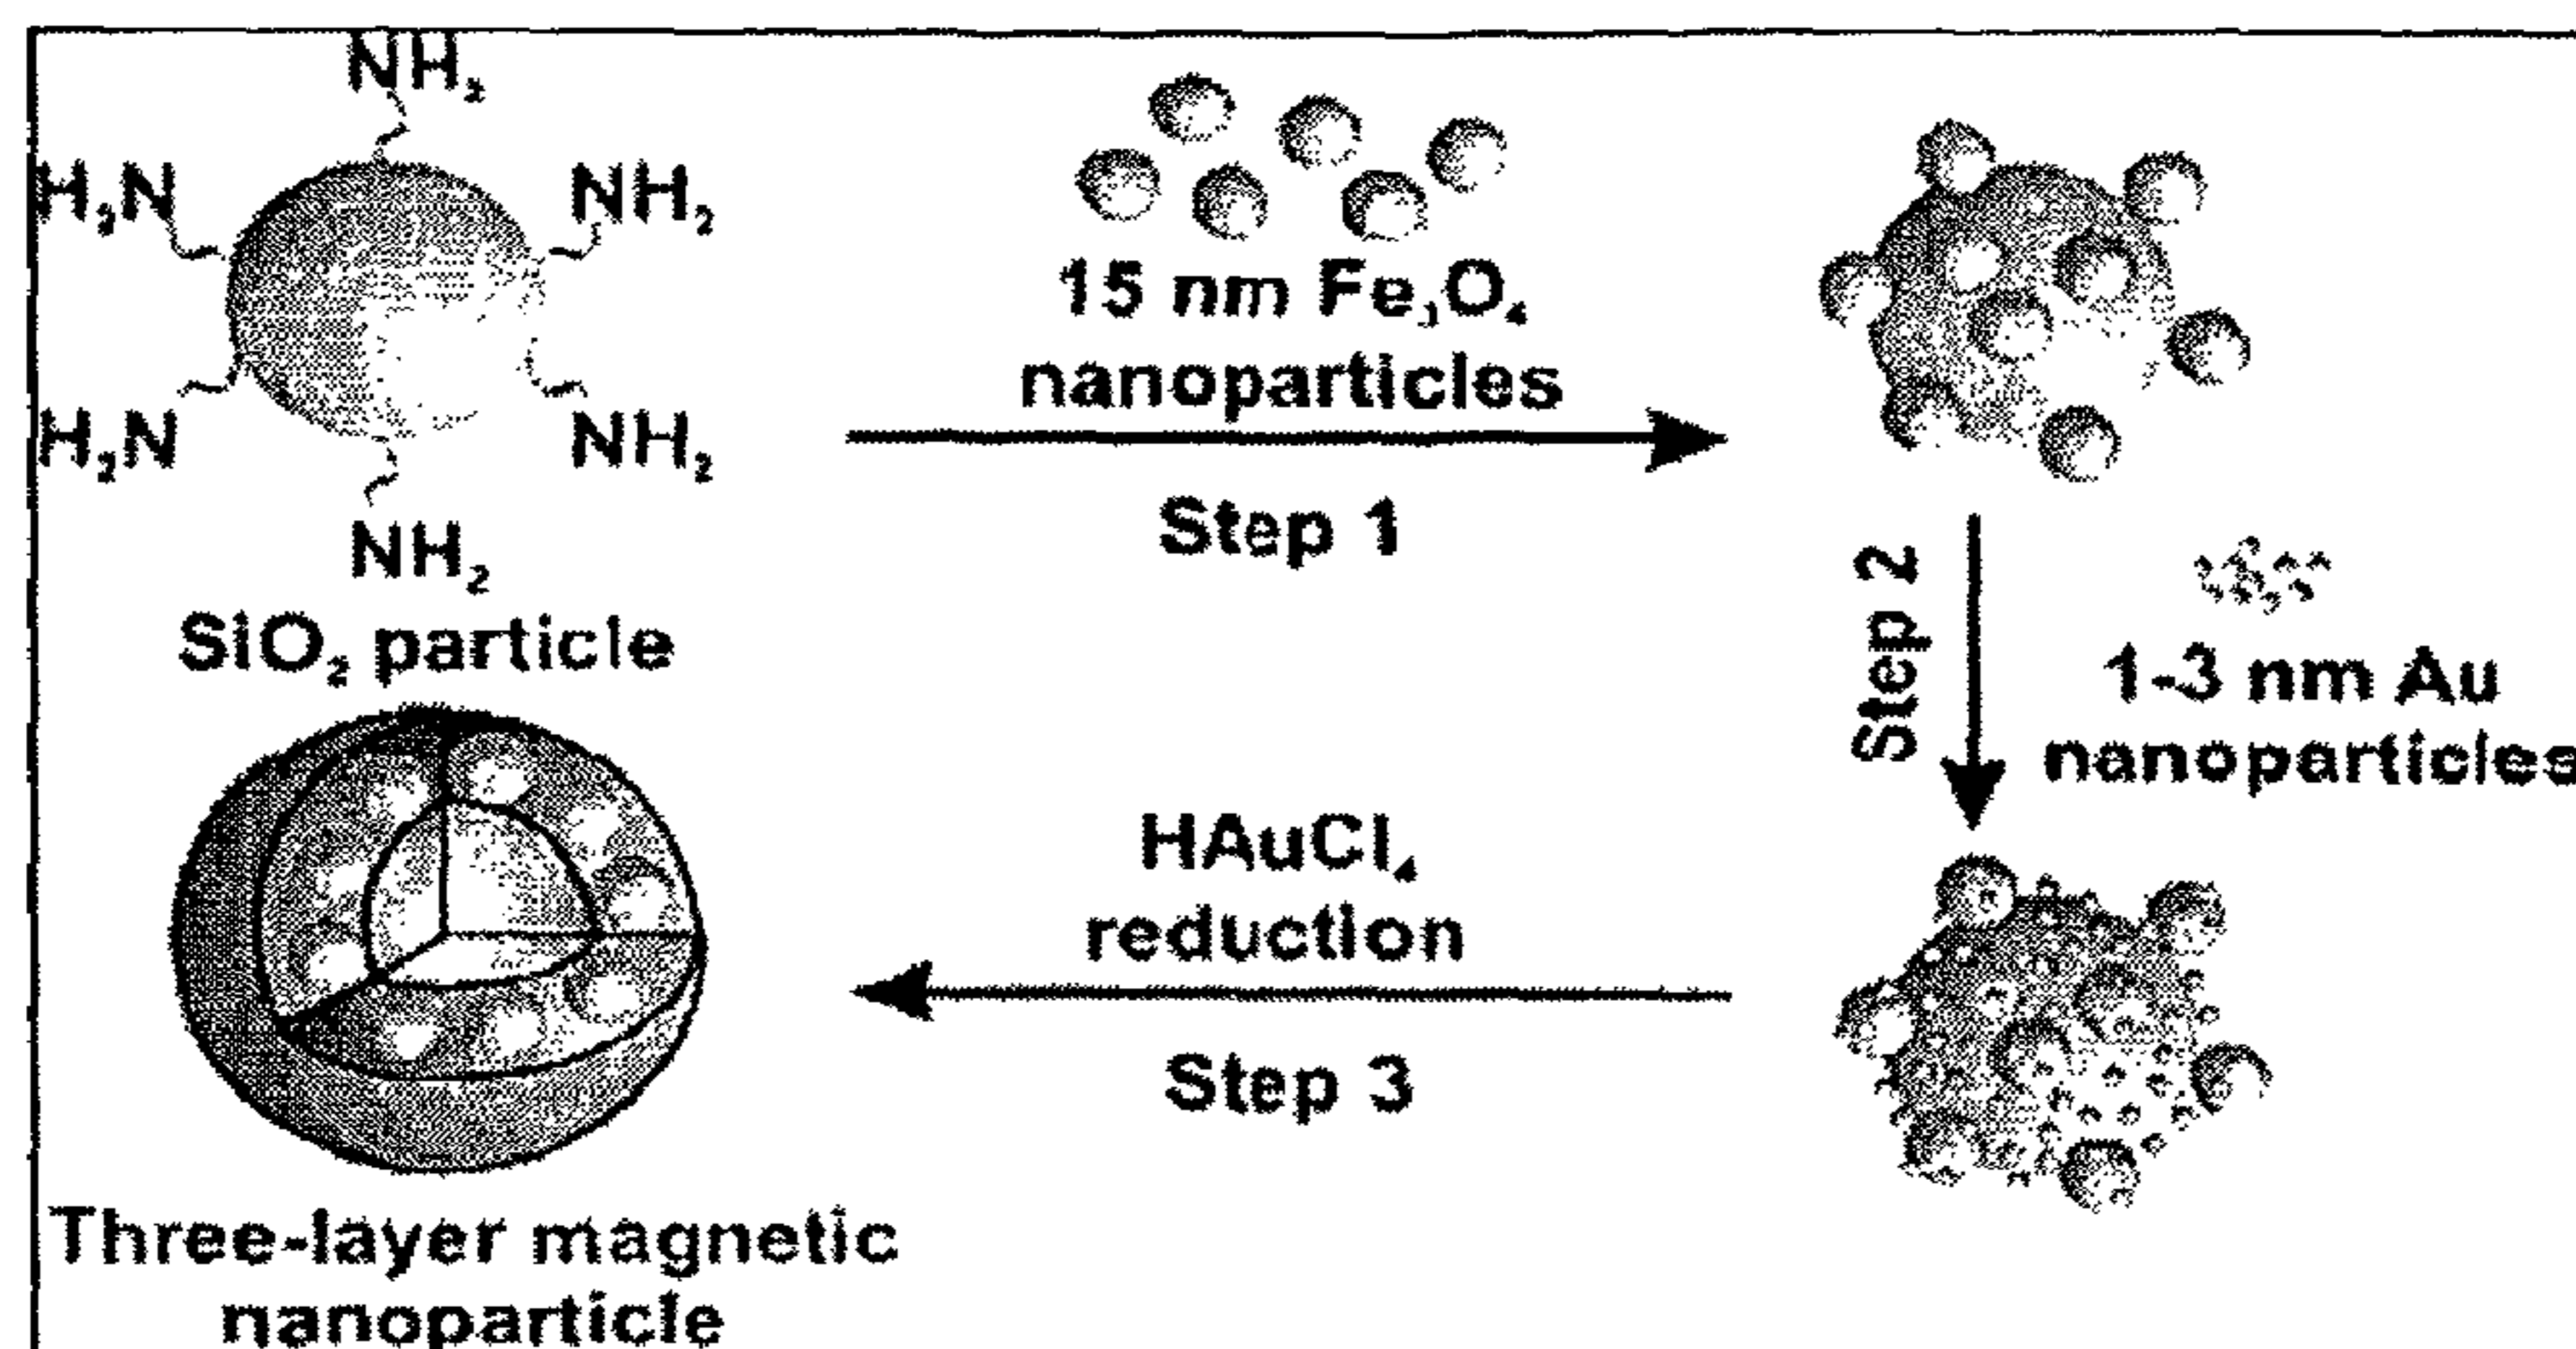 NH₂
H₂N
NH₂
H₂N
NH₂
NH₂
SiO₂ particle
15 nm Fe₃O₄
nanoparticles
Step 1
Step 2
1-3 nm Au
nanoparticles
HAuCl₄
reduction
Step 3
Three-layer magnetic
nanoparticle